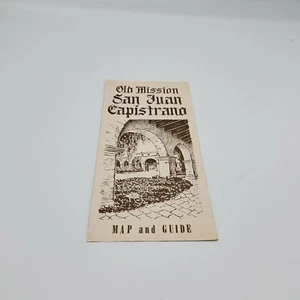 Old Mission
San Juan
Capistrano
MAP and GUIDE